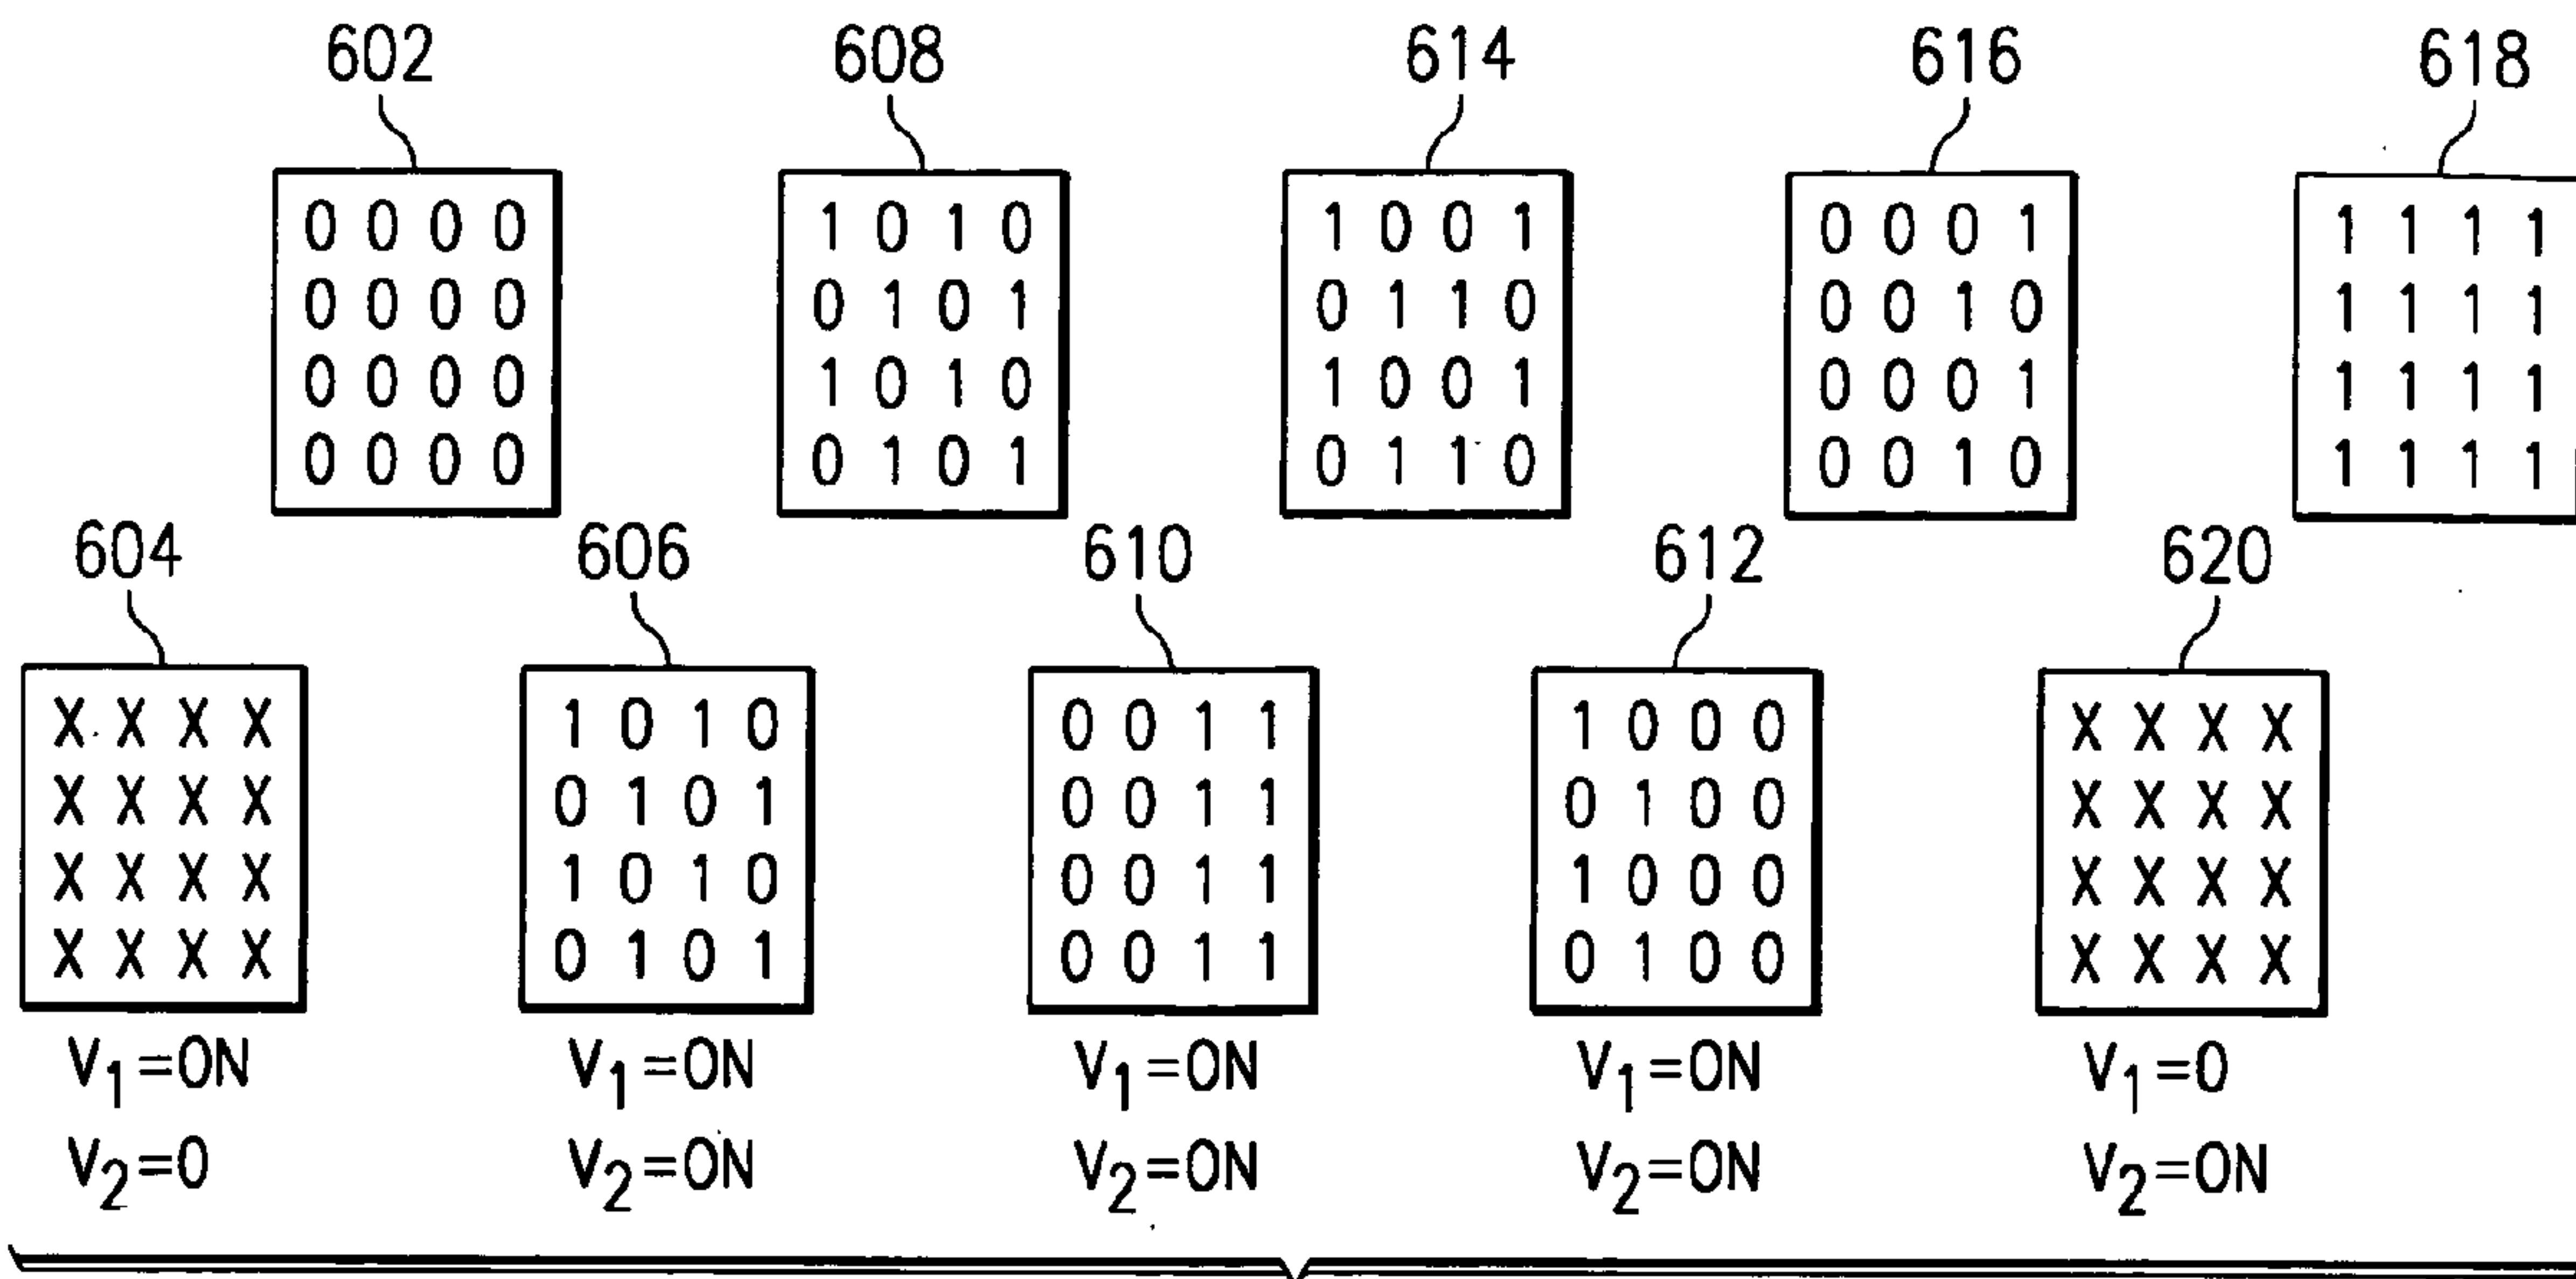 602 608 614 616 618
0 0 0 0 1 0 1 0 1 0 0 1 0 0 0 1 1 1 1 1
0 0 0 0 0 1 0 1 0 1 1 0 0 0 1 0 1 1 1 1
0 0 0 0 1 0 1 0 1 0 0 1 0 0 0 1 1 1 1 1
0 0 0 0 0 1 0 1 0 1 1 0 0 0 1 0 1 1 1 1
604 606 610 612 620
X X X X 1 0 1 0 0 0 1 1 1 0 0 0 X X X X
X X X X 0 1 0 1 0 0 1 1 0 1 0 0 X X X X
X X X X 1 0 1 0 0 0 1 1 1 0 0 0 X X X X
X X X X 0 1 0 1 0 0 1 1 0 1 0 0 X X X X
V1=ON V1=ON V1=ON V1=ON V1=0
V2=0 V2=ON V2=ON V2=ON V2=ON